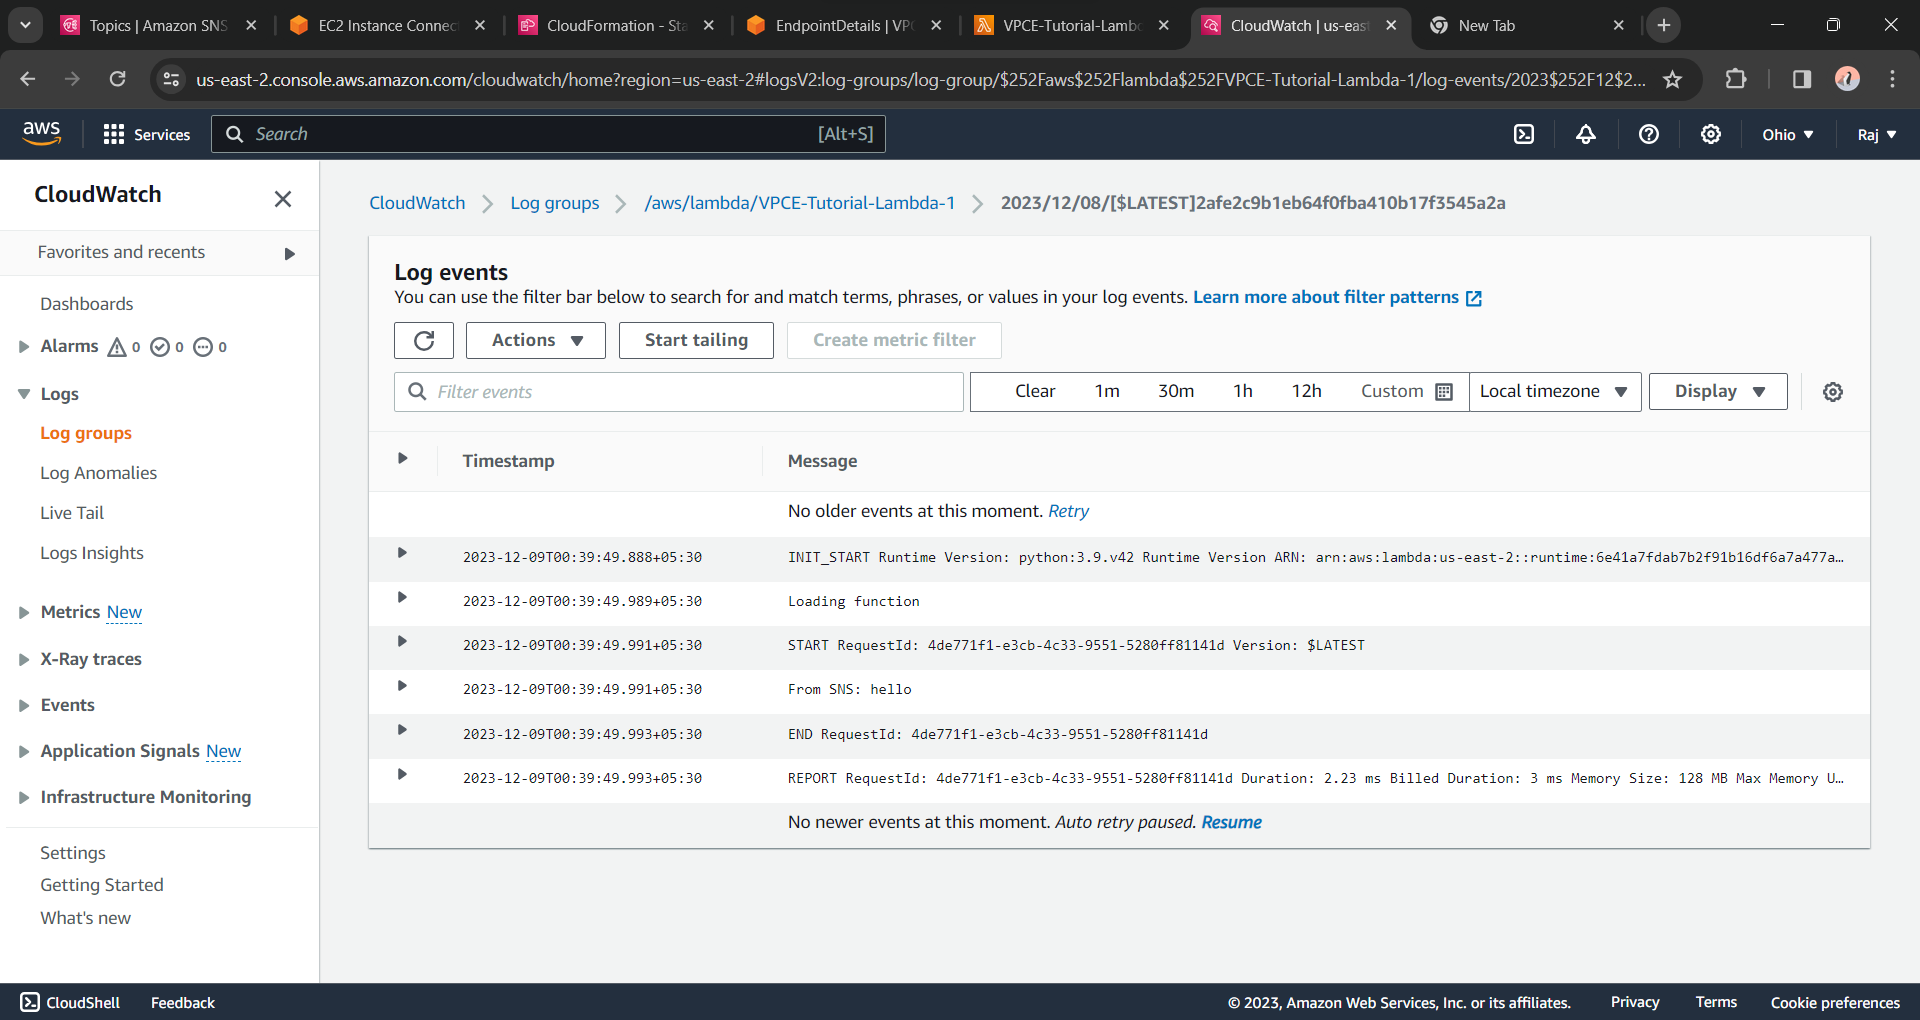 Topics | Amazon SNS
EC2 Instance Connec
CloudFormation - Sta
EndpointDetails | VPC
VPCE-Tutorial-Lambd
CloudWatch | us-east
New Tab
us-east-2.console.aws.amazon.com/cloudwatch/home?region=us-east-2#logsV2:log-groups/log-group/$252Faws$252Flambda$252FVPCE-Tutorial-Lambda-1/log-events/2023$252F12$2...
aws
Services
Search
[Alt+S]
Ohio
Raj
CloudWatch
Favorites and recents
Dashboards
Alarms 0 0 0
Logs
Log groups
Log Anomalies
Live Tail
Logs Insights
Metrics New
X-Ray traces
Events
Application Signals New
Infrastructure Monitoring
Settings
Getting Started
What's new
CloudWatch
Log groups
/aws/lambda/VPCE-Tutorial-Lambda-1
2023/12/08/[$LATEST]2afe2c9b1eb64f0fba410b17f3545a2a
Log events
You can use the filter bar below to search for and match terms, phrases, or values in your log events. Learn more about filter patterns
Actions
Start tailing
Create metric filter
Filter events
Clear 1m 30m 1h 12h Custom
Local timezone
Display
Timestamp Message
No older events at this moment. Retry
2023-12-09T00:39:49.888+05:30 INIT_START Runtime Version: python:3.9.v42 Runtime Version ARN: arn:aws:lambda:us-east-2::runtime:6e41a7fdab7b2f91b16df6a7a477a…
2023-12-09T00:39:49.989+05:30 Loading function
2023-12-09T00:39:49.991+05:30 START RequestId: 4de771f1-e3cb-4c33-9551-5280ff81141d Version: $LATEST
2023-12-09T00:39:49.991+05:30 From SNS: hello
2023-12-09T00:39:49.993+05:30 END RequestId: 4de771f1-e3cb-4c33-9551-5280ff81141d
2023-12-09T00:39:49.993+05:30 REPORT RequestId: 4de771f1-e3cb-4c33-9551-5280ff81141d Duration: 2.23 ms Billed Duration: 3 ms Memory Size: 128 MB Max Memory U…
No newer events at this moment. Auto retry paused. Resume
CloudShell
Feedback
© 2023, Amazon Web Services, Inc. or its affiliates.
Privacy
Terms
Cookie preferences